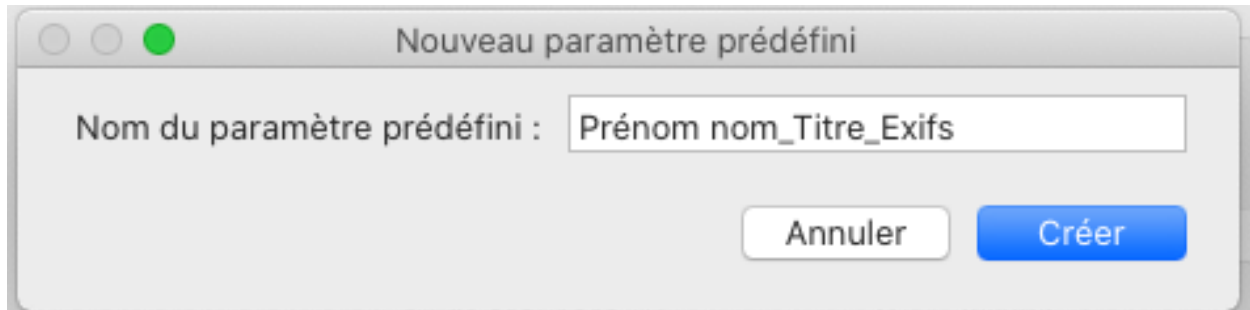 Nouveau paramètre prédéfini
Nom du paramètre prédéfini : Prénom nom_Titre_Exifs
Annuler Créer